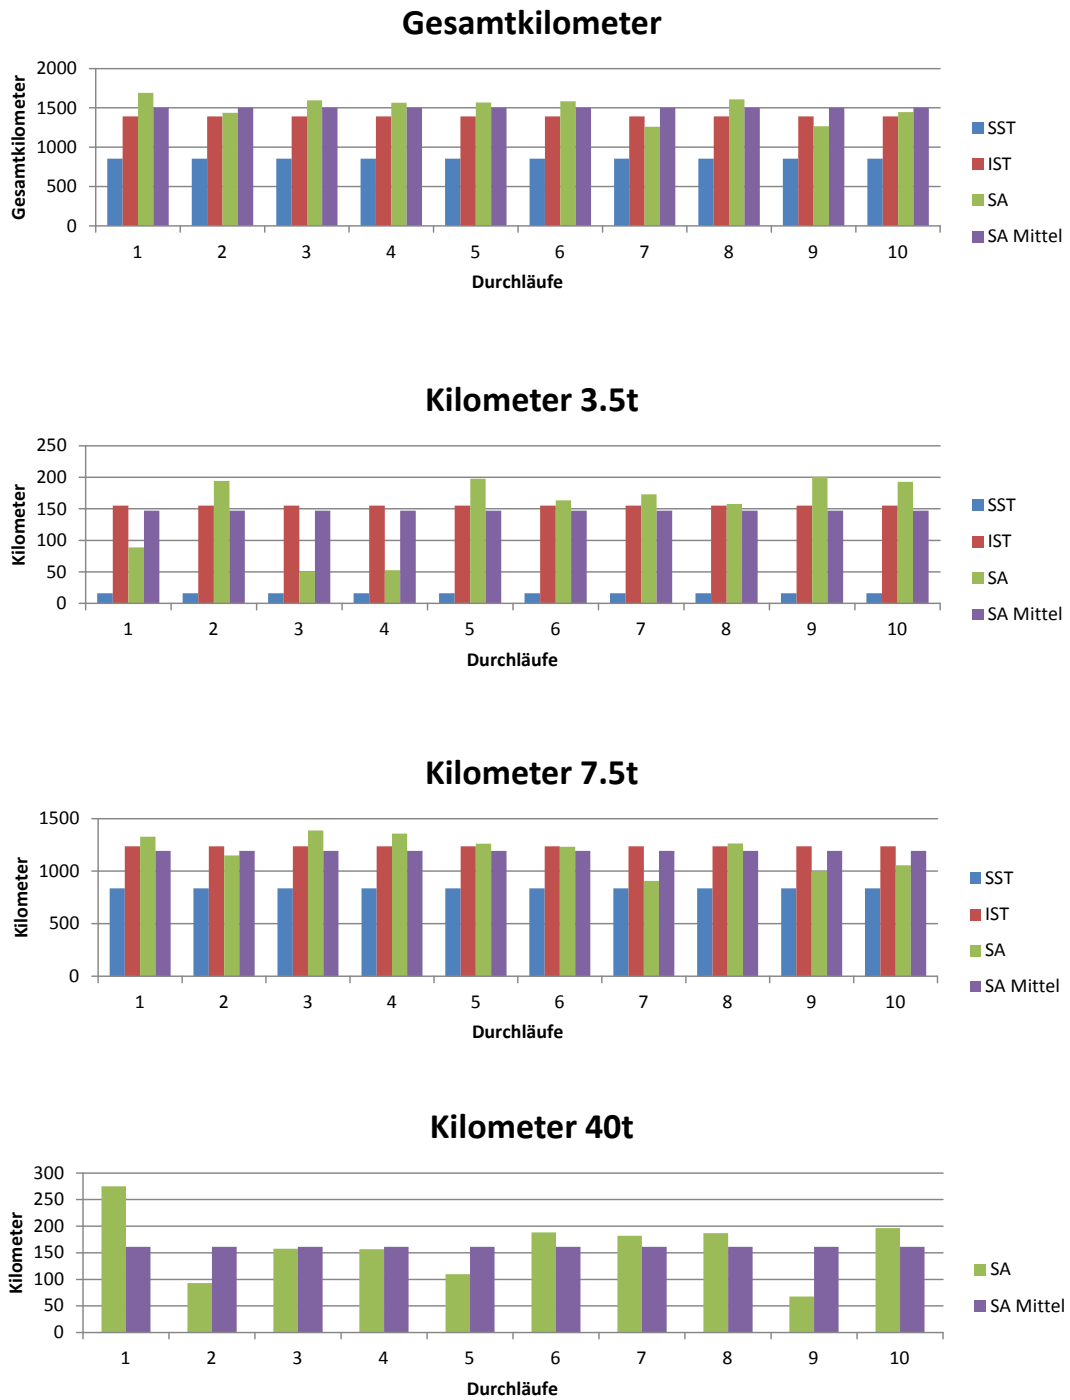 Gesamtkilometer
2000
1500
1000
500
0
Gesamtkilometer
1 2 3 4 5 6 7 8 9 10
Durchläufe
SST
IST
SA
SA Mittel
Kilometer 3.5t
250
200
150
100
50
0
Kilometer
1 2 3 4 5 6 7 8 9 10
Durchläufe
SST
IST
SA
SA Mittel
Kilometer 7.5t
1500
1000
500
0
Kilometer
1 2 3 4 5 6 7 8 9 10
Durchläufe
SST
IST
SA
SA Mittel
Kilometer 40t
300
250
200
150
100
50
0
Kilometer
1 2 3 4 5 6 7 8 9 10
Durchläufe
SA
SA Mittel